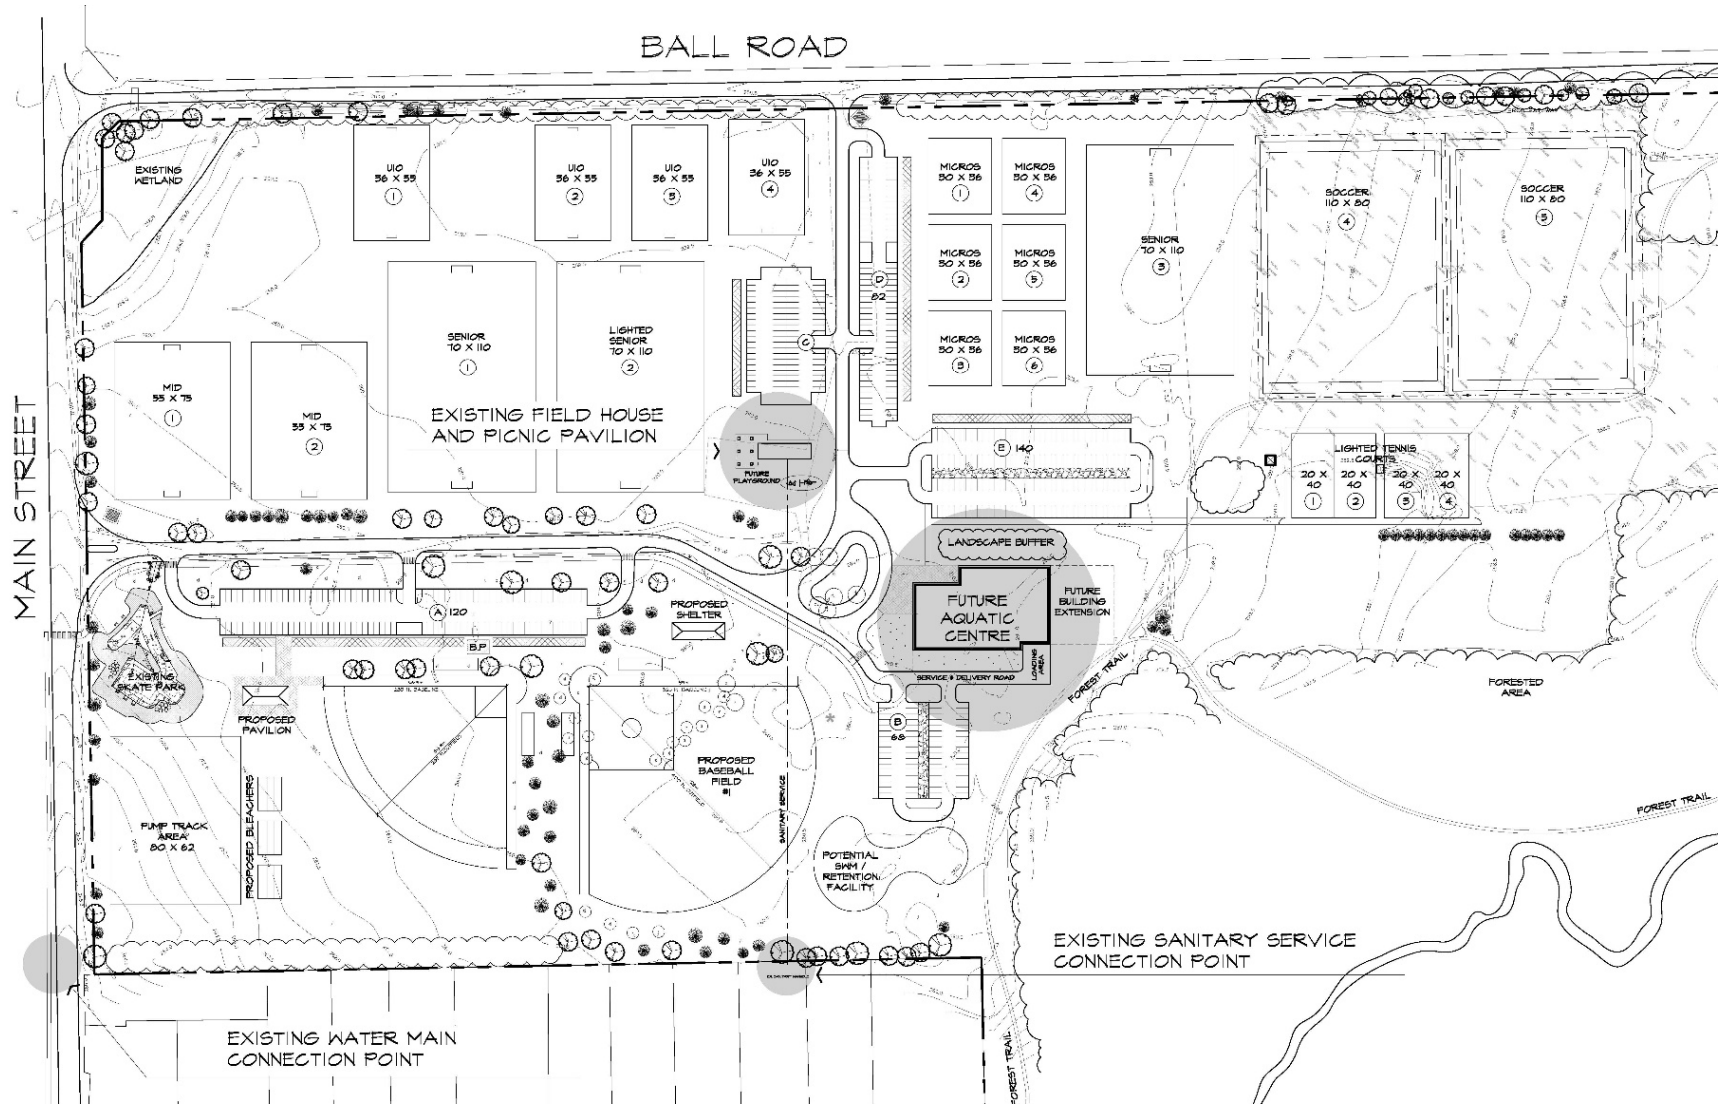 BALL ROAD
MAIN STREET
EXISTING
WETLAND
U10
36 X 55
1
U10
36 X 55
2
U10
36 X 55
3
U10
36 X 55
4
MICROS
30 X 36
1
MICROS
30 X 36
4
MICROS
30 X 36
2
MICROS
30 X 36
5
MICROS
30 X 36
3
MICROS
30 X 36
6
SENIOR
70 X 110
3
SOCCER
110 X 80
4
SOCCER
110 X 80
5
D
82
C
SENIOR
70 X 110
1
LIGHTED
SENIOR
70 X 110
2
MID
55 X 75
1
MID
55 X 75
2
EXISTING FIELD HOUSE
AND PICNIC PAVILION
FUTURE
PLAYGROUND
E 140
LIGHTED TENNIS
COURTS
20 X
40
1
20 X
40
2
20 X
40
3
20 X
40
4
LANDSCAPE BUFFER
FUTURE
AQUATIC
CENTRE
FUTURE
BUILDING
EXTENSION
LOADING
AREA
SERVICE & DELIVERY ROAD
A 120
B.P
PROPOSED
SHELTER
EXISTING
SKATE PARK
PROPOSED
PAVILION
B
68
FOREST TRAIL
FORESTED
AREA
FOREST TRAIL
PROPOSED
BASEBALL
FIELD
#1
SANITARY SERVICE
PUMP TRACK
AREA
80 X 62
PROPOSED BLEACHERS
POTENTIAL
SWM /
RETENTION
FACILITY
EXISTING SANITARY SERVICE
CONNECTION POINT
EXISTING WATER MAIN
CONNECTION POINT
FOREST TRAIL